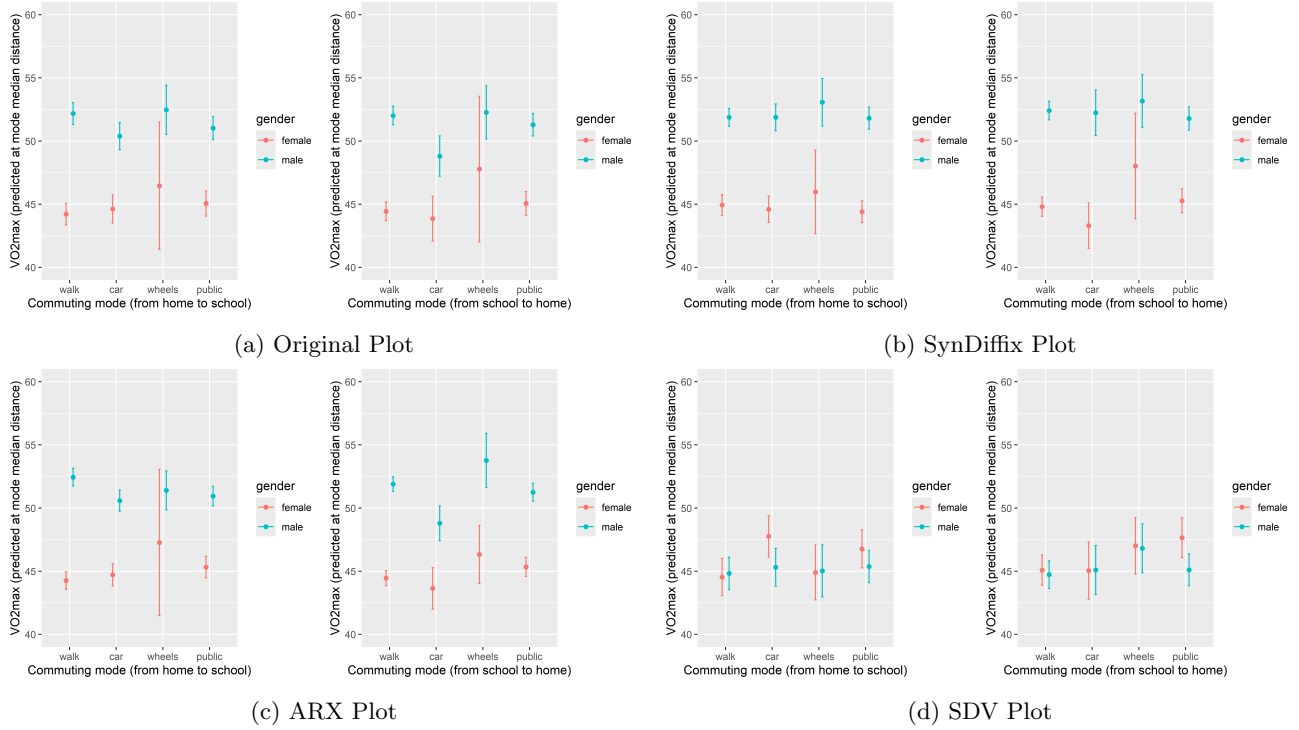 60
55
50
45
40
VO2max (predicted at mode median distance)
walk car wheels public
Commuting mode (from home to school)
gender
female
male
60
55
50
45
40
VO2max (predicted at mode median distance)
walk car wheels public
Commuting mode (from school to home)
gender
female
male
(a) Original Plot
60
55
50
45
40
VO2max (predicted at mode median distance)
walk car wheels public
Commuting mode (from home to school)
gender
female
male
60
55
50
45
40
VO2max (predicted at mode median distance)
walk car wheels public
Commuting mode (from school to home)
gender
female
male
(b) SynDiffix Plot
60
55
50
45
40
VO2max (predicted at mode median distance)
walk car wheels public
Commuting mode (from home to school)
gender
female
male
60
55
50
45
40
VO2max (predicted at mode median distance)
walk car wheels public
Commuting mode (from school to home)
gender
female
male
(c) ARX Plot
60
55
50
45
40
VO2max (predicted at mode median distance)
walk car wheels public
Commuting mode (from home to school)
gender
female
male
60
55
50
45
40
VO2max (predicted at mode median distance)
walk car wheels public
Commuting mode (from school to home)
gender
female
male
(d) SDV Plot